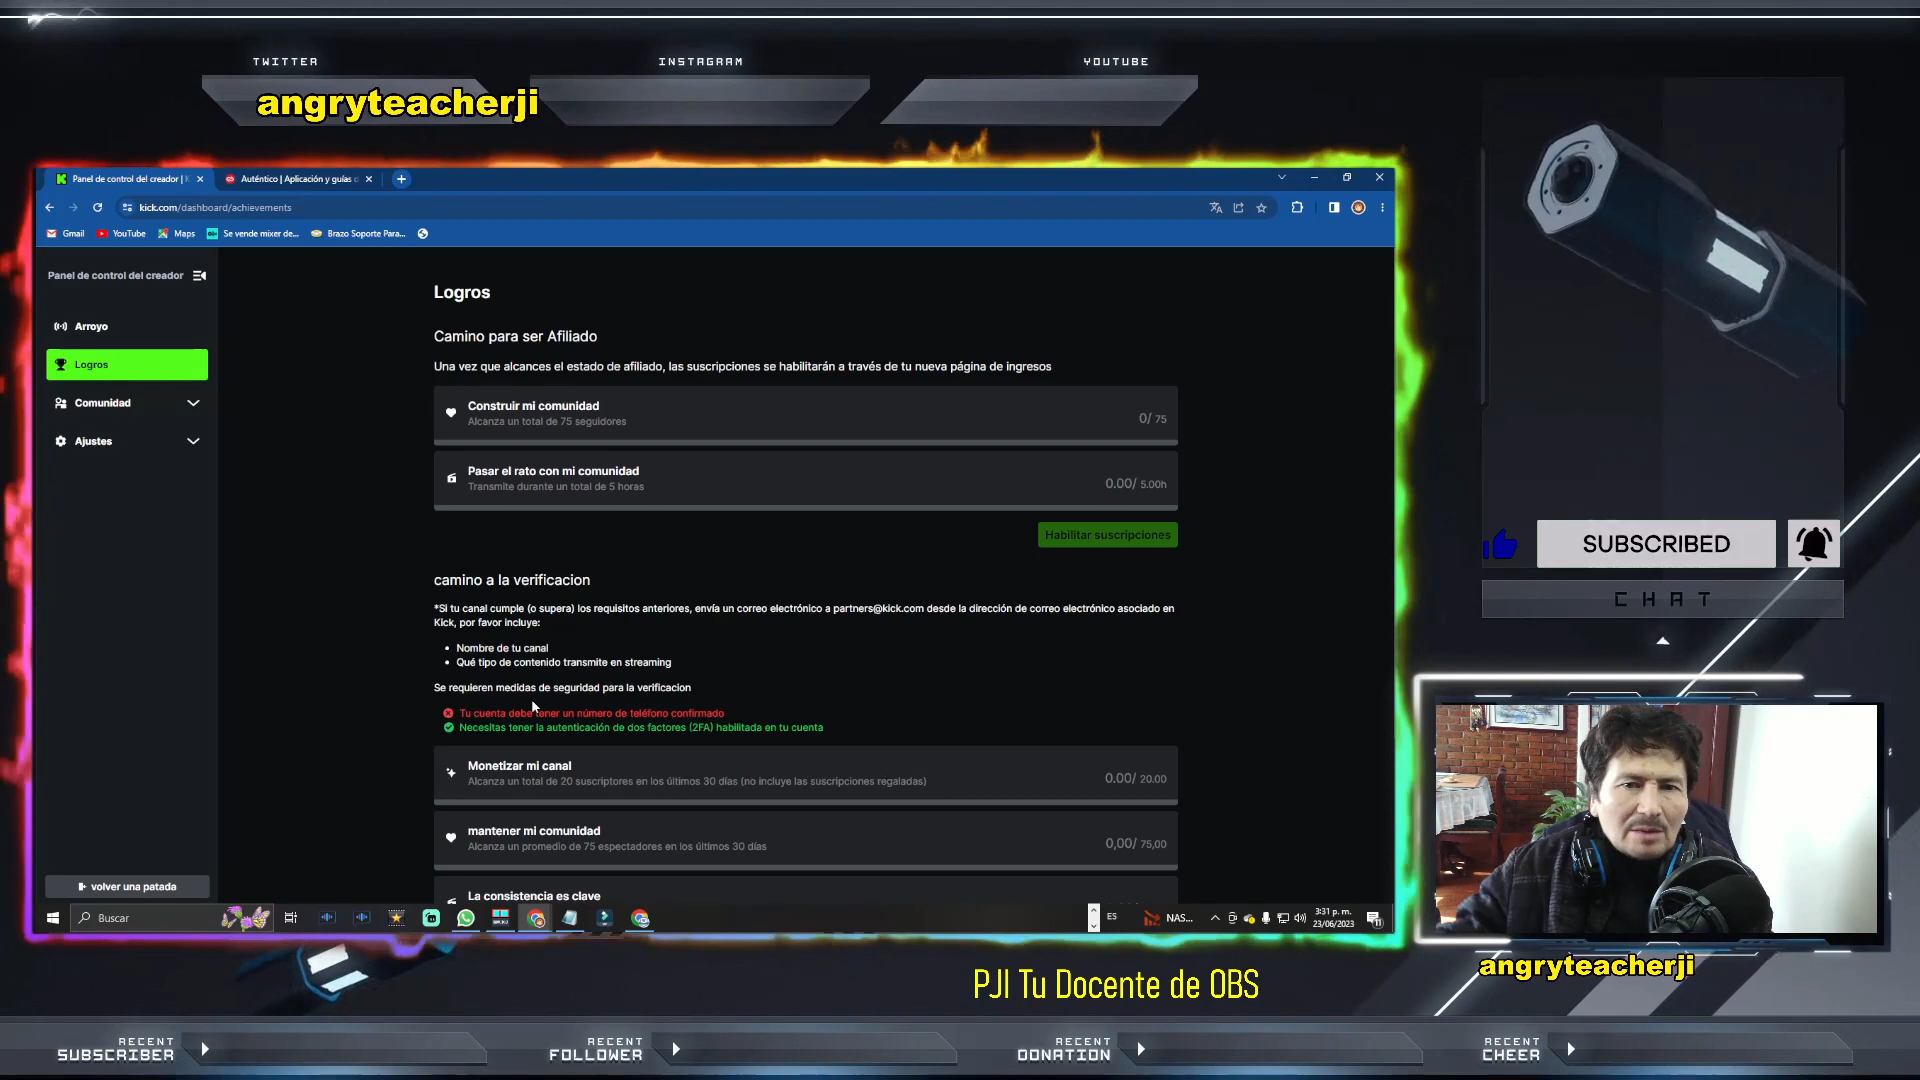 TWITTER
INSTAGRAM
YOUTUBE
angryteacherji
Panel de control del creador | K
Auténtico | Aplicación y guías d
kick.com/dashboard/achievements
Gmail
YouTube
Maps
Se vende mixer de...
Brazo Soporte Para...
Panel de control del creador
Arroyo
Logros
Comunidad
Ajustes
volver una patada
Logros
Camino para ser Afiliado
Una vez que alcances el estado de afiliado, las suscripciones se habilitarán a través de tu nueva página de ingresos
Construir mi comunidad
Alcanza un total de 75 seguidores
0/ 75
Pasar el rato con mi comunidad
Transmite durante un total de 5 horas
0.00/ 5.00h
Habilitar suscripciones
camino a la verificacion
*Si tu canal cumple (o supera) los requisitos anteriores, envía un correo electrónico a partners@kick.com desde la dirección de correo electrónico asociado en
Kick, por favor incluye:
• Nombre de tu canal
• Qué tipo de contenido transmite en streaming
Se requieren medidas de seguridad para la verificacion
Tu cuenta debe tener un número de teléfono confirmado
Necesitas tener la autenticación de dos factores (2FA) habilitada en tu cuenta
Monetizar mi canal
Alcanza un total de 20 suscriptores en los últimos 30 días (no incluye las suscripciones regaladas)
0.00/ 20.00
mantener mi comunidad
Alcanza un promedio de 75 espectadores en los últimos 30 días
0,00/ 75,00
La consistencia es clave
Buscar
ES
NAS...
3:31 p. m.
23/06/2023
SUBSCRIBED
CHAT
angryteacherji
PJI Tu Docente de OBS
RECENT
SUBSCRIBER
RECENT
FOLLOWER
RECENT
DONATION
RECENT
CHEER